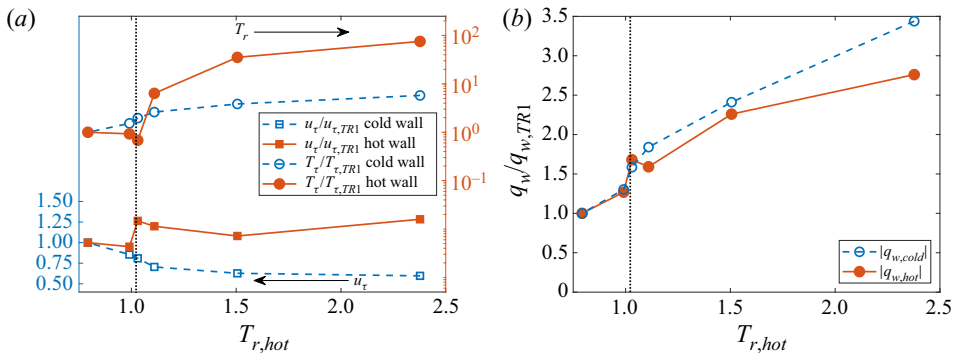 (a)
T_r
10^2
10^1
10^0
10^−1
u_τ/u_τ,TR1 cold wall
u_τ/u_τ,TR1 hot wall
T_τ/T_τ,TR1 cold wall
T_τ/T_τ,TR1 hot wall
1.50
1.25
1.00
0.75
0.50
u_τ
1.0 1.5 2.0 2.5
T_r,hot
(b)
q_w/q_w,TR1
3.5
3.0
2.5
2.0
1.5
1.0
0.5
0
|q_w,cold|
|q_w,hot|
1.0 1.5 2.0 2.5
T_r,hot